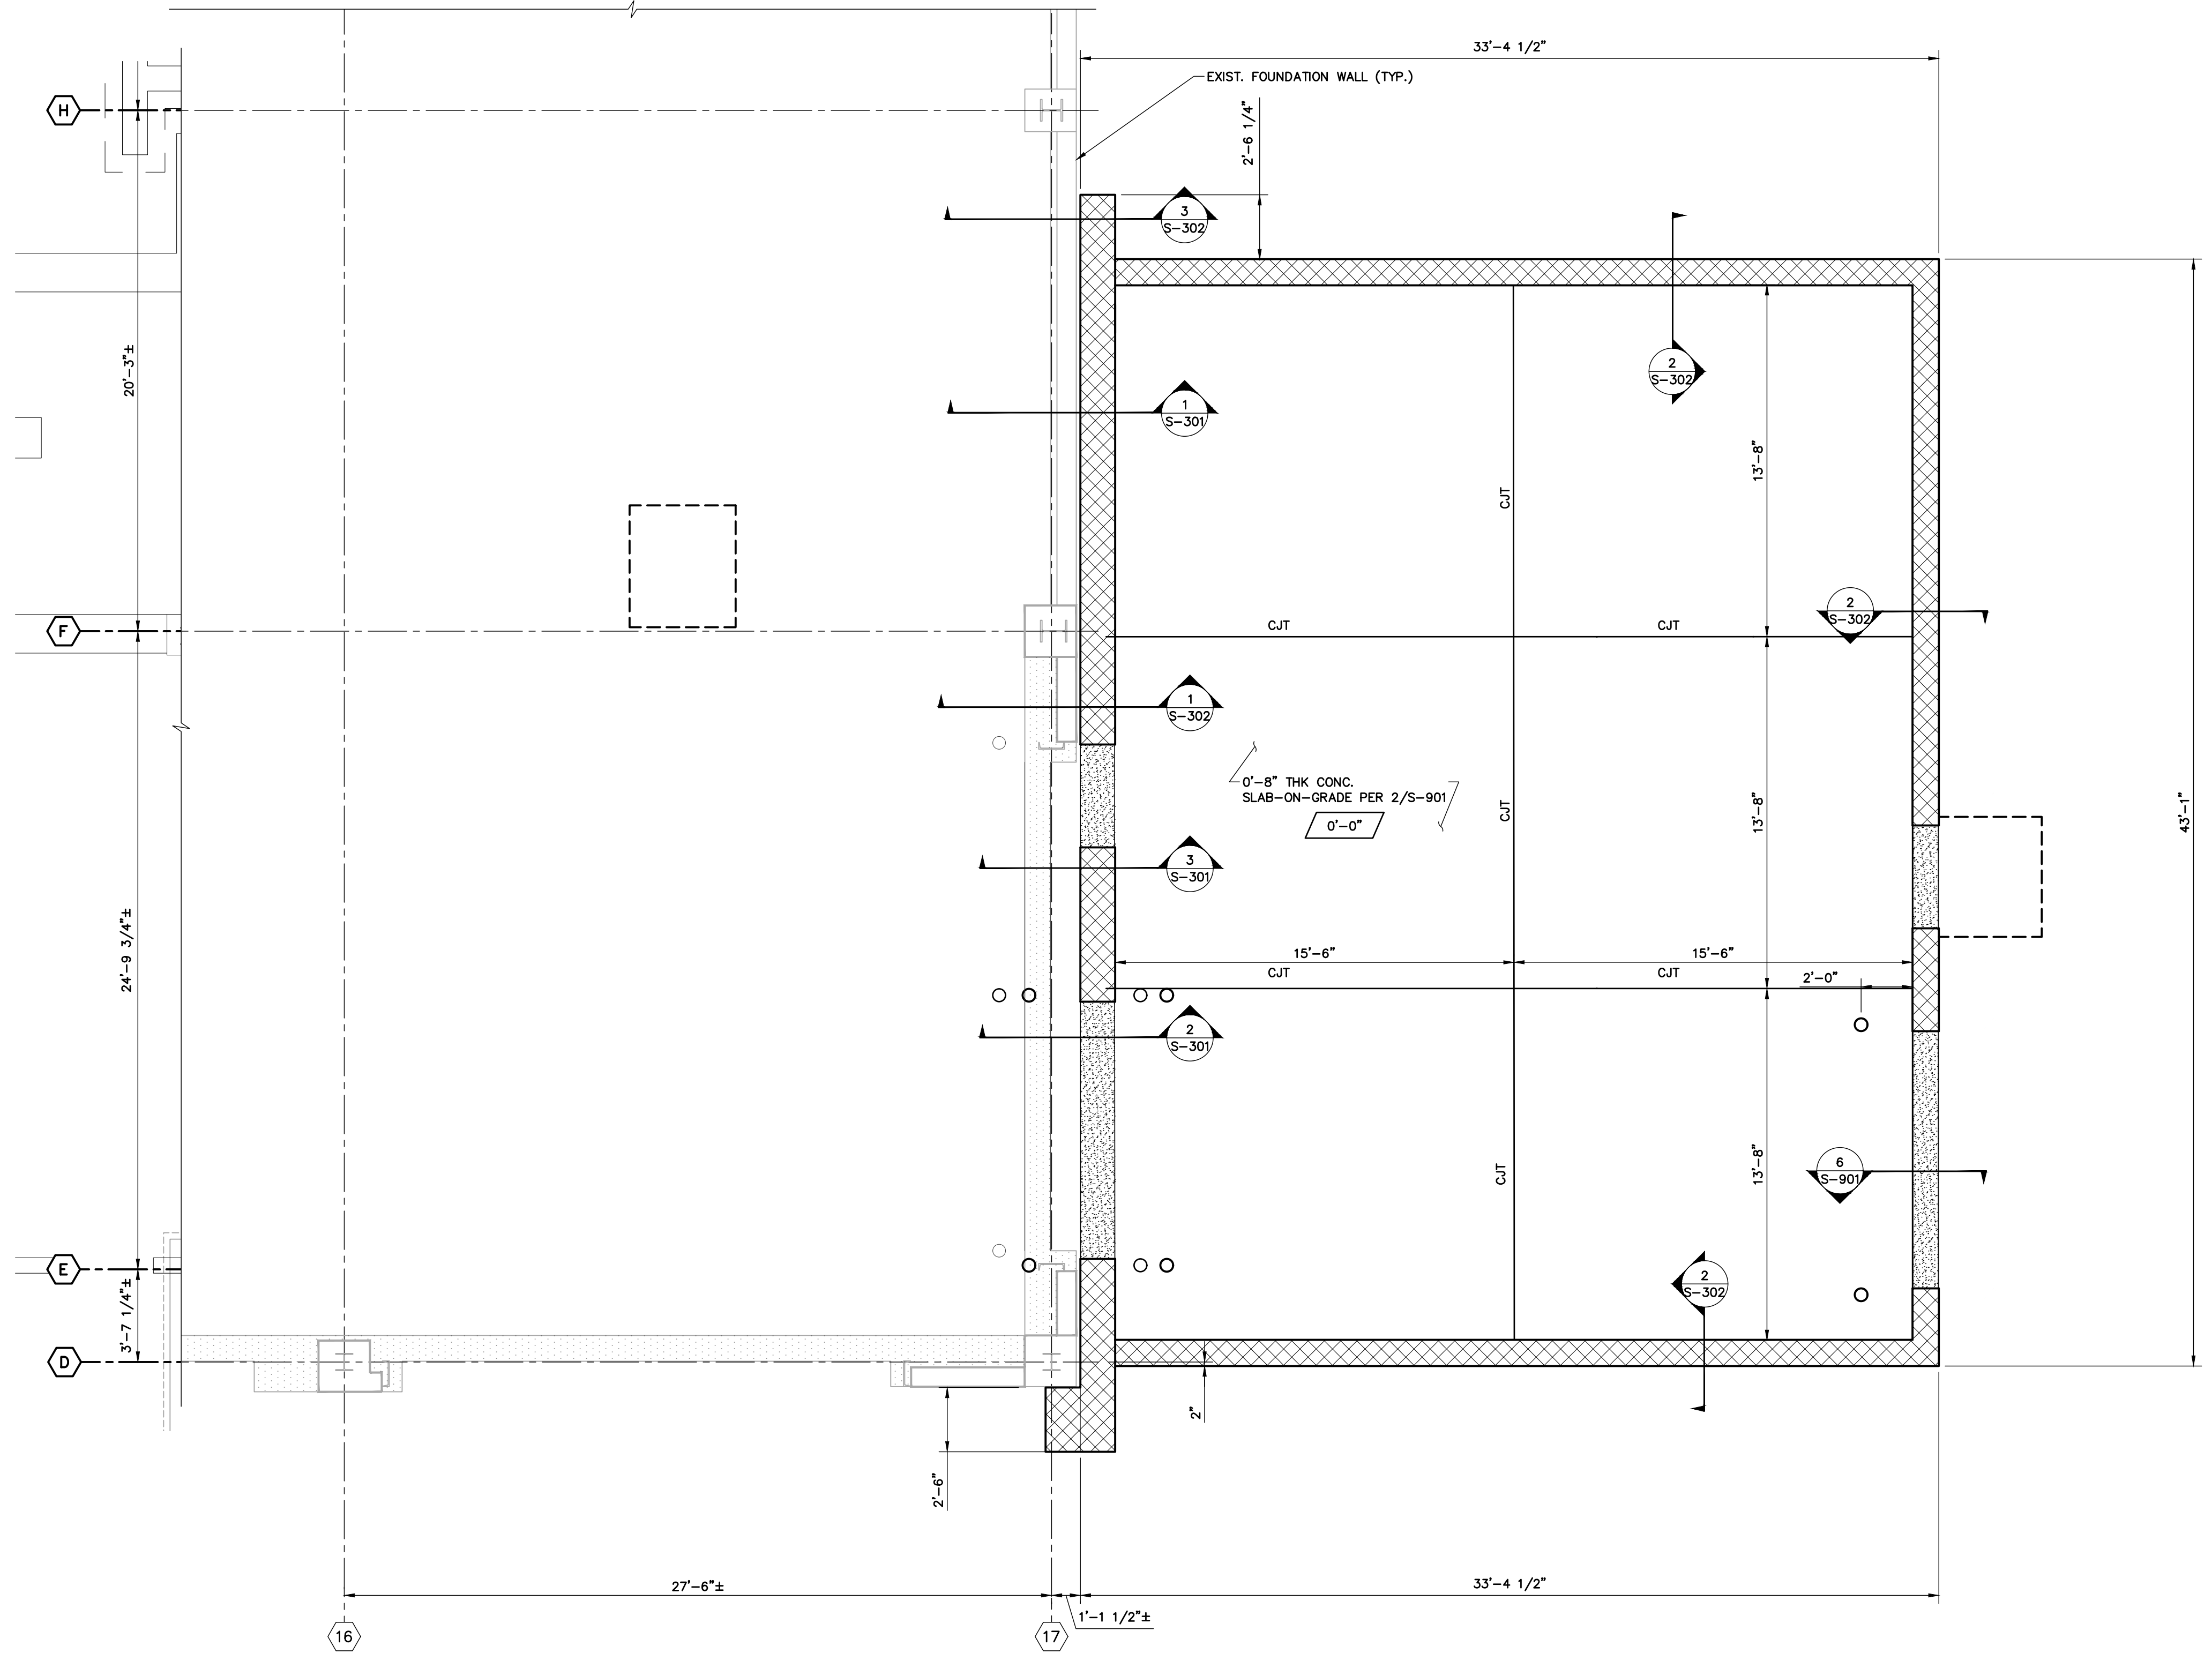 33'-4 1/2"
EXIST. FOUNDATION WALL (TYP.)
H
2'-6 1/4"
3
S-302
2
S-302
20'-3"±
1
S-301
13'-8"
CJT
2
S-302
F
CJT
CJT
1
S-302
0'-8" THK CONC.
SLAB-ON-GRADE PER 2/S-901
0'-0"
CJT
13'-8"
43'-1"
3
S-301
24'-9 3/4"±
15'-6"
15'-6"
CJT
CJT
2'-0"
2
S-301
CJT
13'-8"
6
S-901
E
2
S-302
3'-7 1/4"±
D
2"
2'-6"
27'-6"±
33'-4 1/2"
1'-1 1/2"±
16
17